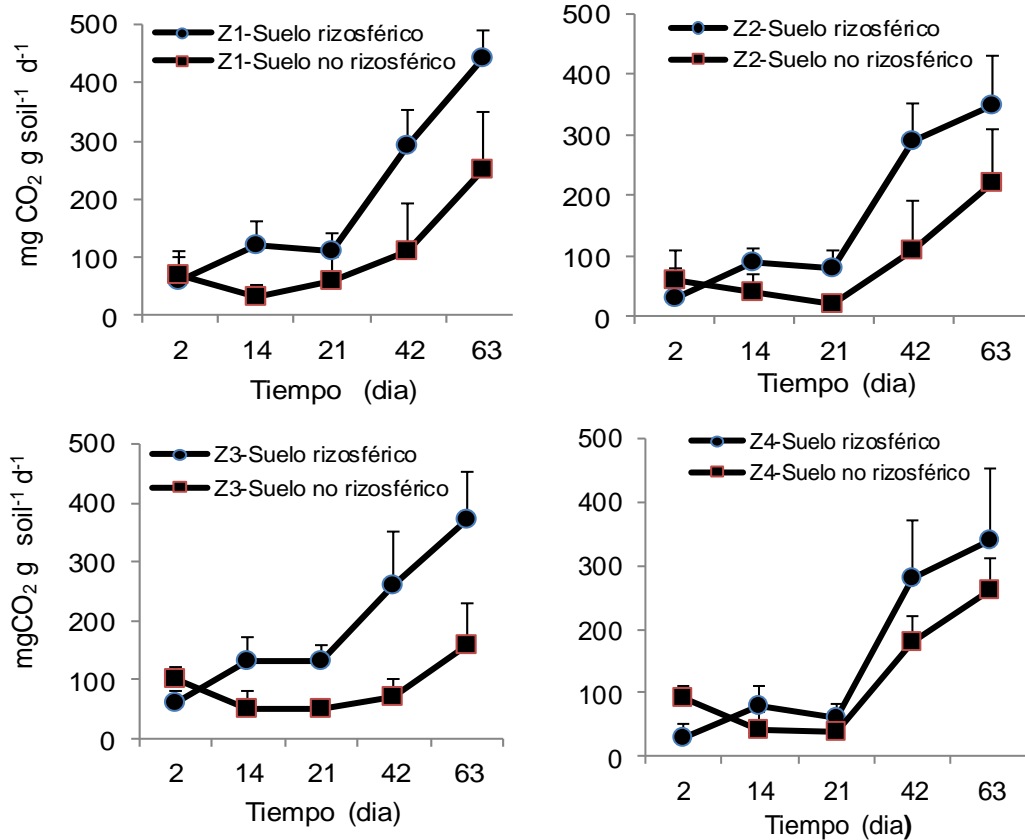 mg CO₂ g soil⁻¹ d⁻¹
500
400
300
200
100
0
Z1-Suelo rizosférico
Z1-Suelo no rizosférico
2 14 21 42 63
Tiempo (dia)
500
400
300
200
100
0
Z2-Suelo rizosférico
Z2-Suelo no rizosférico
2 14 21 42 63
Tiempo (dia)
mgCO₂ g soil⁻¹ d⁻¹
500
400
300
200
100
0
Z3-Suelo rizosférico
Z3-Suelo no rizosférico
2 14 21 42 63
Tiempo (dia)
500
400
300
200
100
0
Z4-Suelo rizosférico
Z4-Suelo no rizosférico
2 14 21 42 63
Tiempo (dia)